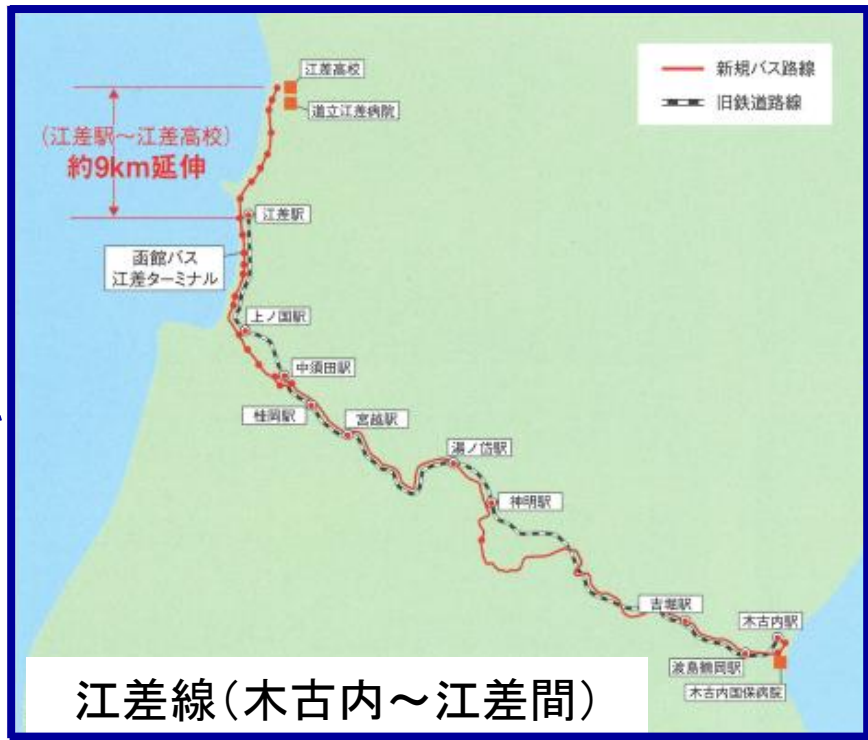 江差高校
道立江差病院
新規バス路線
旧鉄道路線
(江差駅～江差高校)
約9km延伸
江差駅
函館バス
江差ターミナル
上ノ国駅
中須田駅
桂岡駅
宮越駅
湯ノ岱駅
神明駅
吉堀駅
木古内駅
渡島鶴岡駅
木古内国保病院
江差線(木古内～江差間)